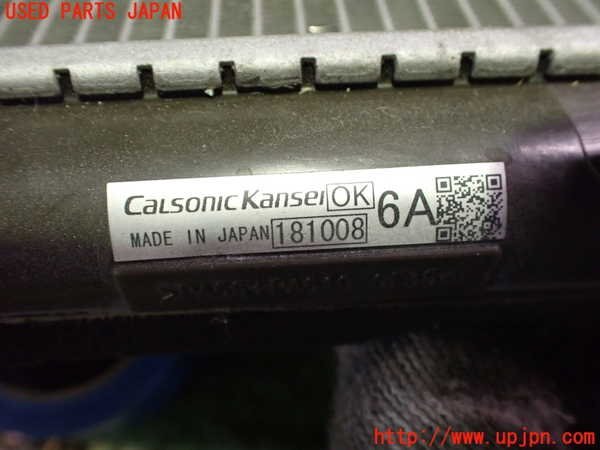 USED PARTS JAPAN
CALSONIC KANSEI OK 6A
MADE IN JAPAN 181008
http://www.upjpn.com/